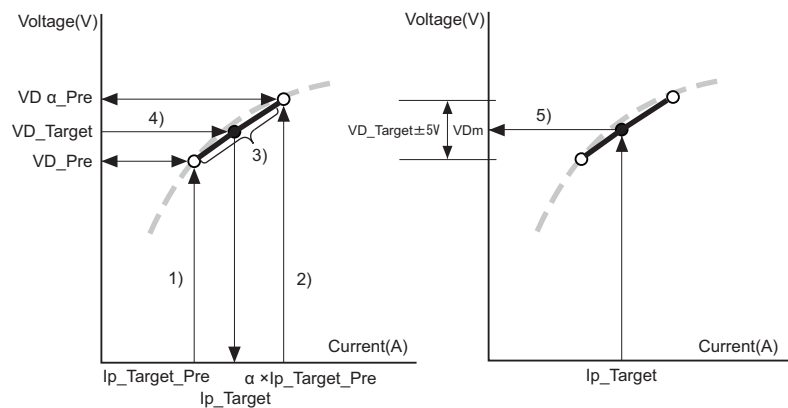 Voltage(V)
VD α_Pre
VD_Target
VD_Pre
4)
3)
1)
2)
Current(A)
Ip_Target_Pre
α ×Ip_Target_Pre
Ip_Target
Voltage(V)
VD_Target±5V
VDm
5)
Current(A)
Ip_Target